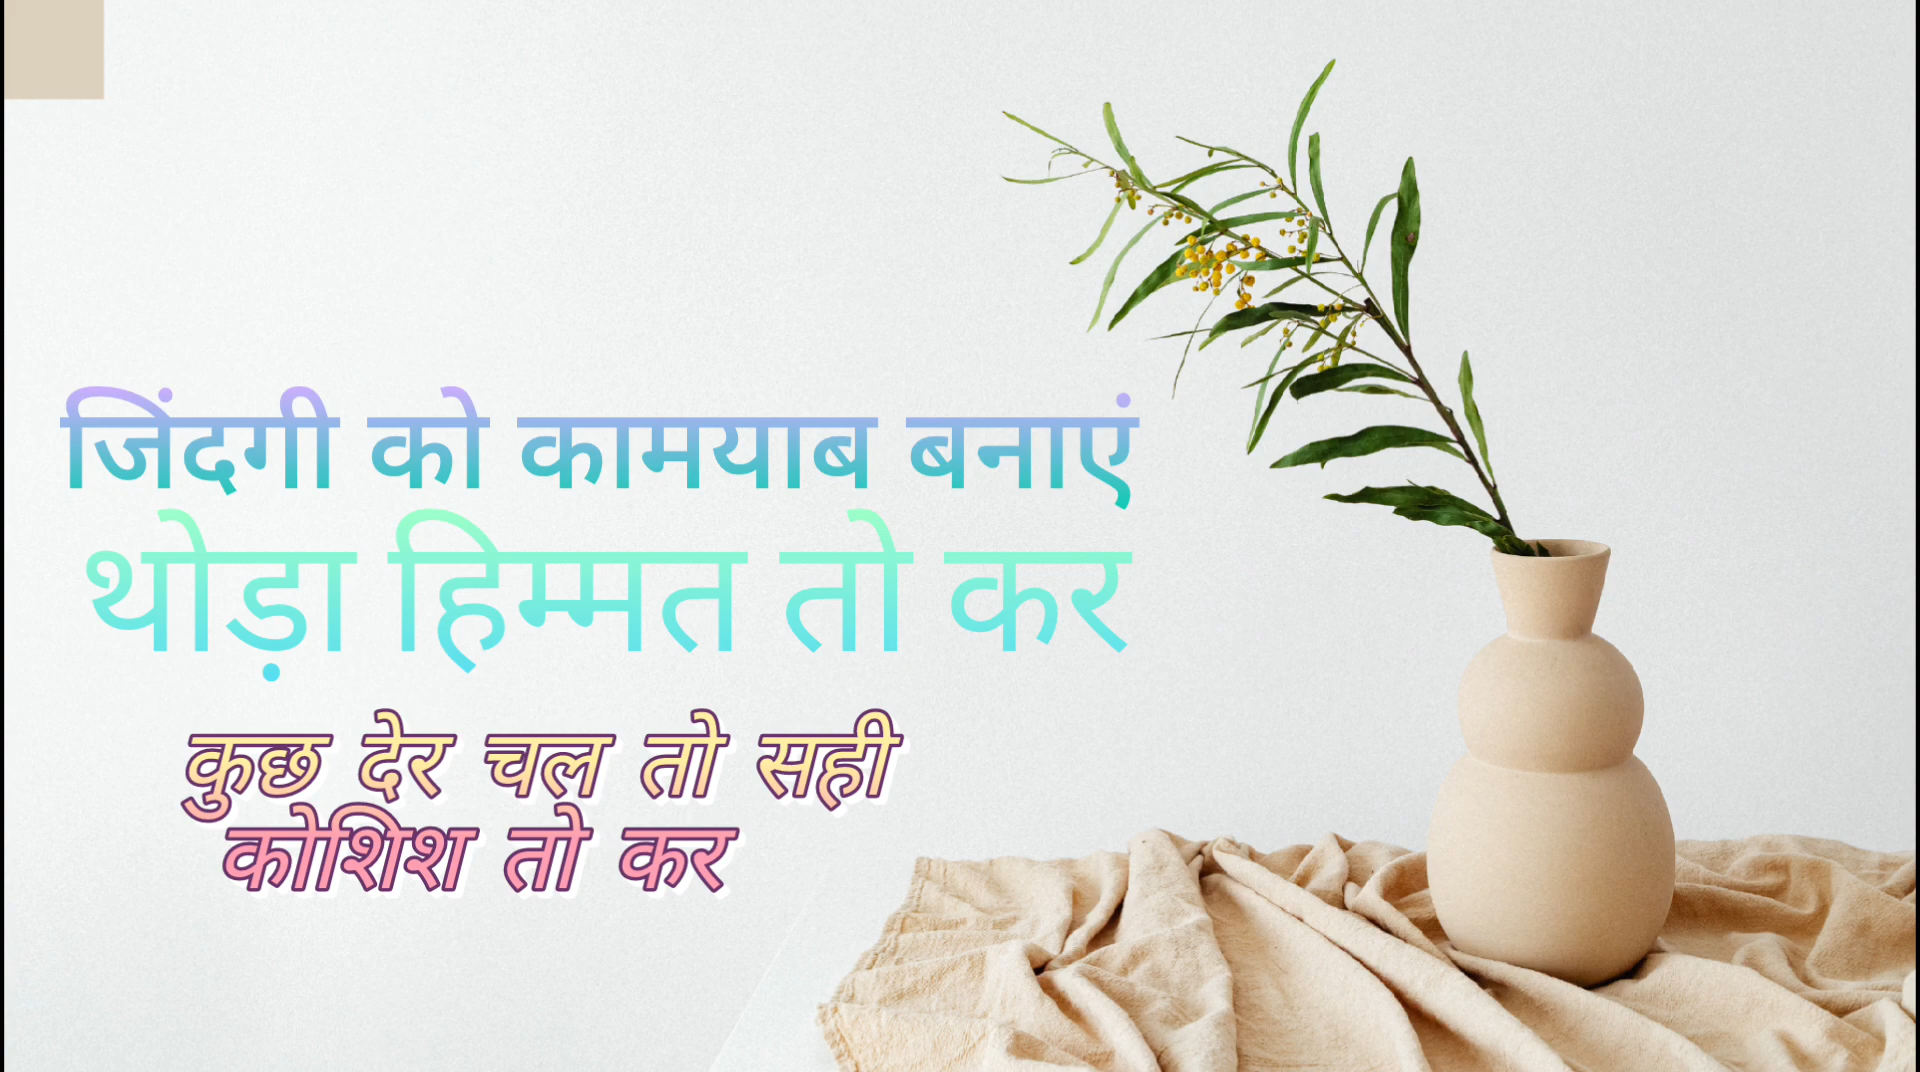 जिंदगी को कामयाब बनाएं
थोड़ा हिम्मत तो कर
कुछ देर चल तो सही
कोशिश तो कर